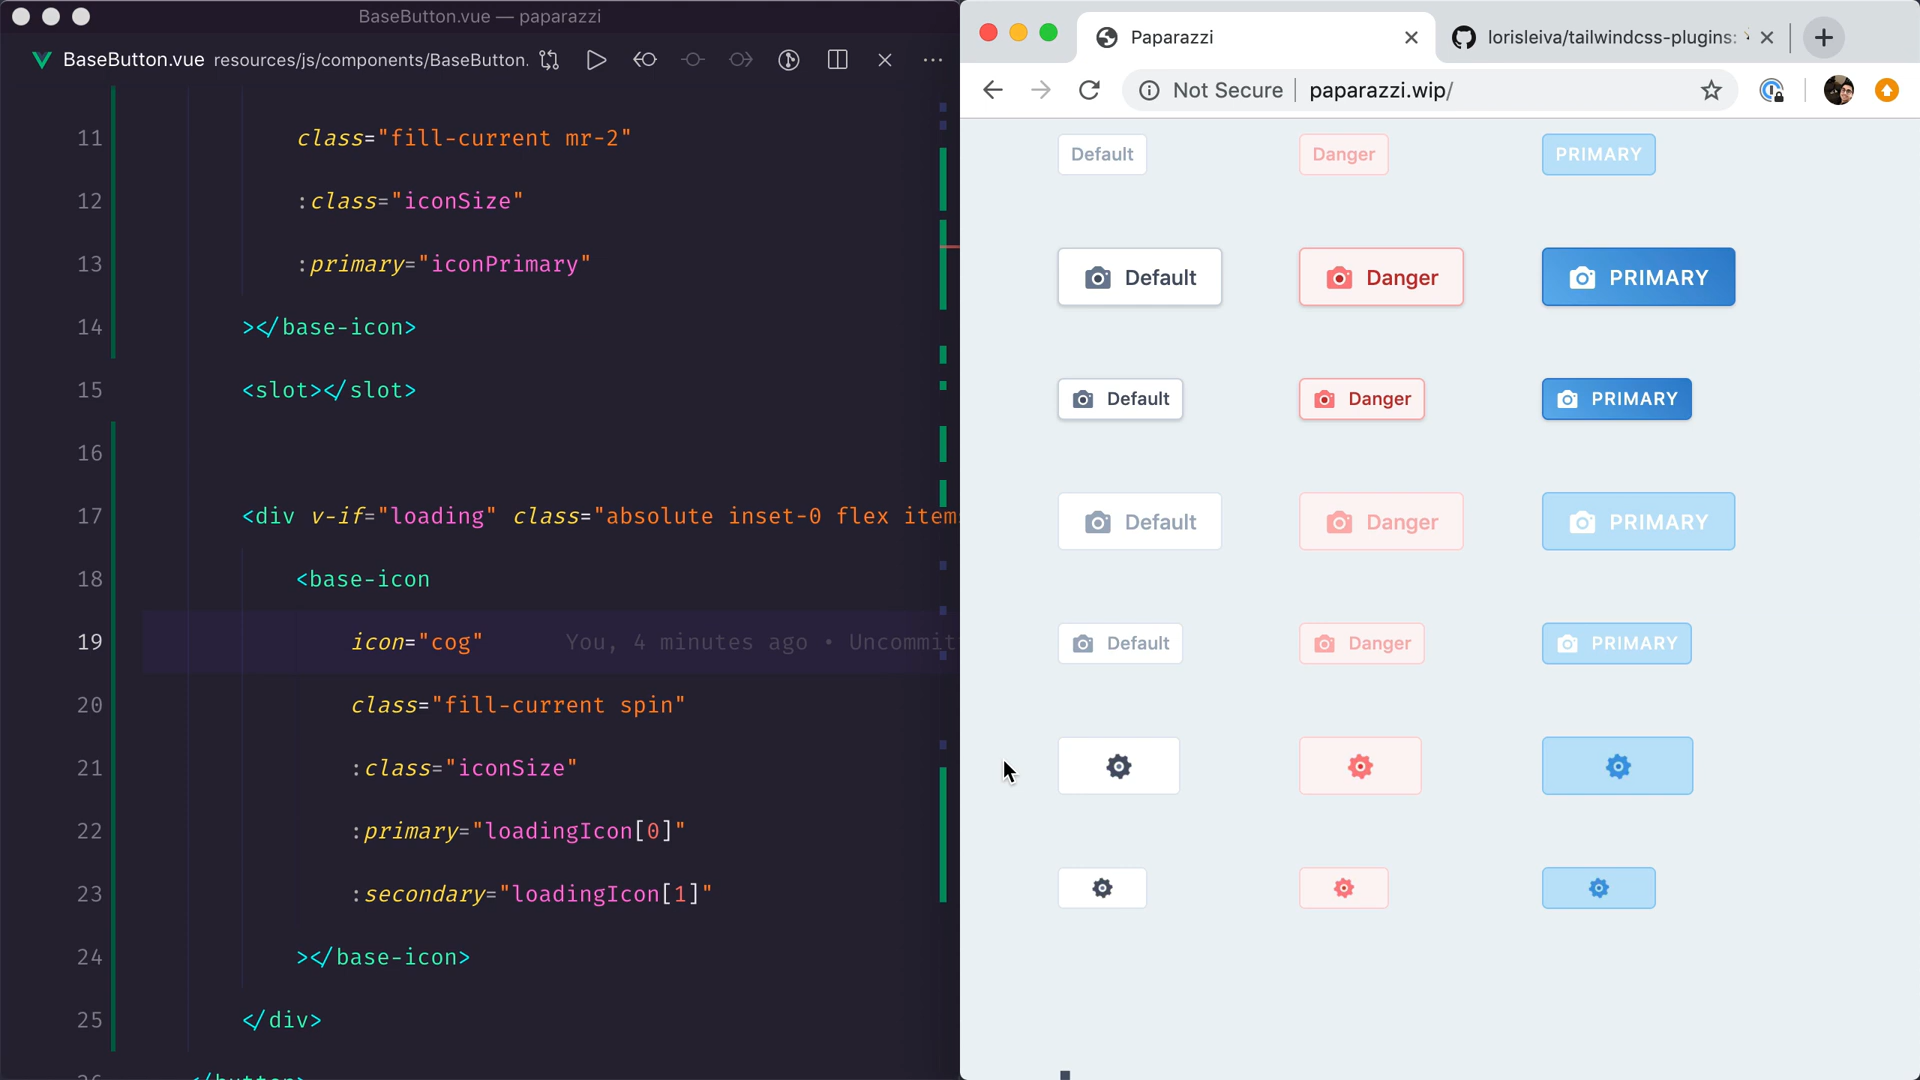 BaseButton.vue — paparazzi
BaseButton.vue resources/js/components/BaseButton.
11 class="fill-current mr-2"
12 :class="iconSize"
13 :primary="iconPrimary"
14 ></base-icon>
15 <slot></slot>
16
17 <div v-if="loading" class="absolute inset-0 flex item
18 <base-icon
19 icon="cog" You, 4 minutes ago • Uncommit
20 class="fill-current spin"
21 :class="iconSize"
22 :primary="loadingIcon[0]"
23 :secondary="loadingIcon[1]"
24 ></base-icon>
25 </div>
26 </button>
Paparazzi
lorisleiva/tailwindcss-plugins:
Not Secure paparazzi.wip/
Default Danger PRIMARY
Default Danger PRIMARY
Default Danger PRIMARY
Default Danger PRIMARY
Default Danger PRIMARY